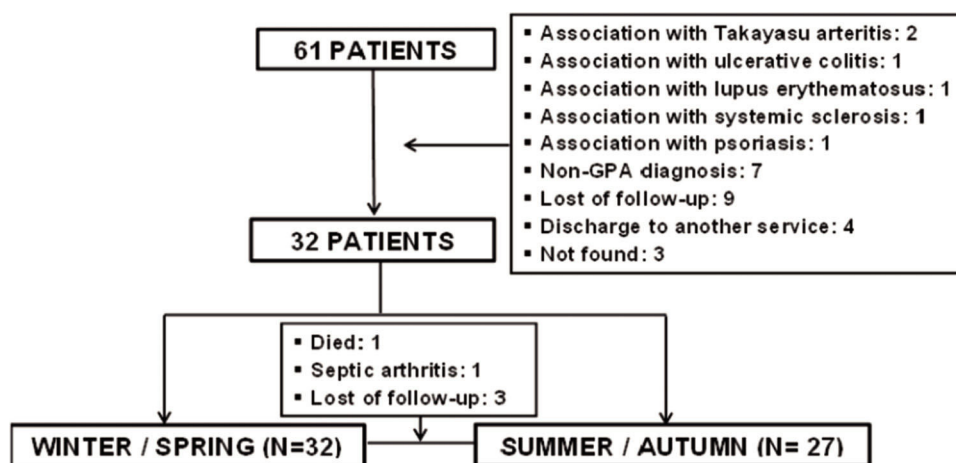 61 PATIENTS
▪ Association with Takayasu arteritis: 2
▪ Association with ulcerative colitis: 1
▪ Association with lupus erythematosus: 1
▪ Association with systemic sclerosis: 1
▪ Association with psoriasis: 1
▪ Non-GPA diagnosis: 7
▪ Lost of follow-up: 9
▪ Discharge to another service: 4
▪ Not found: 3
32 PATIENTS
▪ Died: 1
▪ Septic arthritis: 1
▪ Lost of follow-up: 3
WINTER / SPRING (N=32)
SUMMER / AUTUMN (N= 27)